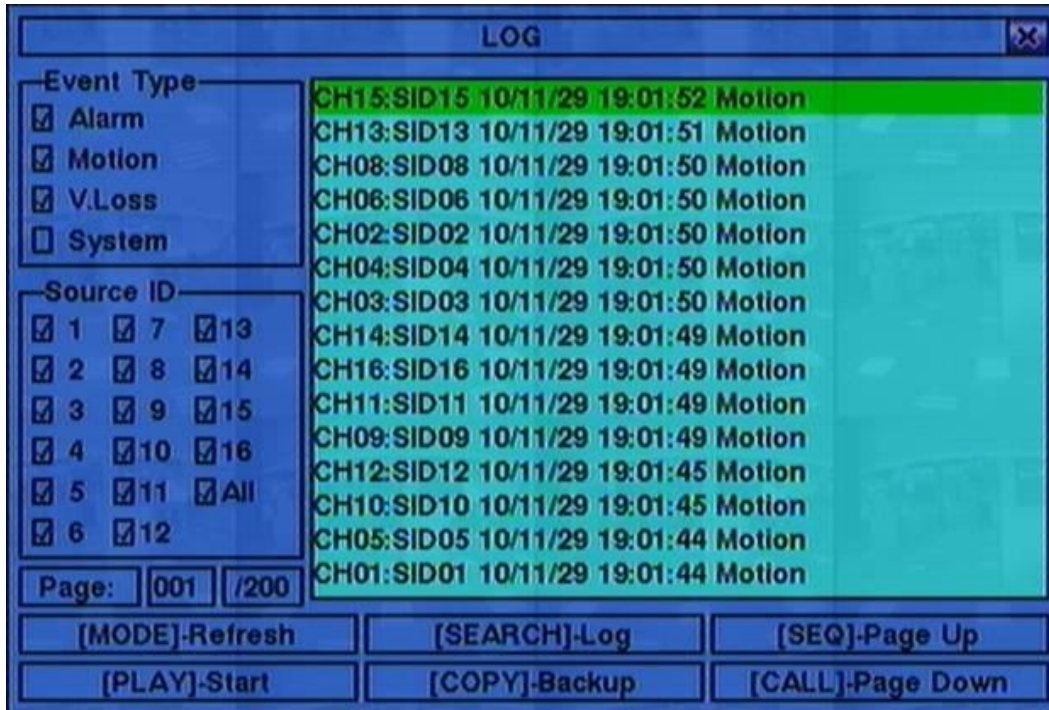 LOG
Event Type
Alarm
Motion
V.Loss
System
Source ID
1 7 13
2 8 14
3 9 15
4 10 16
5 11 All
6 12
Page: 001 /200
CH15:SID15 10/11/29 19:01:52 Motion
CH13:SID13 10/11/29 19:01:51 Motion
CH08:SID08 10/11/29 19:01:50 Motion
CH06:SID06 10/11/29 19:01:50 Motion
CH02:SID02 10/11/29 19:01:50 Motion
CH04:SID04 10/11/29 19:01:50 Motion
CH03:SID03 10/11/29 19:01:50 Motion
CH14:SID14 10/11/29 19:01:49 Motion
CH16:SID16 10/11/29 19:01:49 Motion
CH11:SID11 10/11/29 19:01:49 Motion
CH09:SID09 10/11/29 19:01:49 Motion
CH12:SID12 10/11/29 19:01:45 Motion
CH10:SID10 10/11/29 19:01:45 Motion
CH05:SID05 10/11/29 19:01:44 Motion
CH01:SID01 10/11/29 19:01:44 Motion
[MODE]-Refresh [SEARCH]-Log [SEQ]-Page Up
[PLAY]-Start [COPY]-Backup [CALL]-Page Down